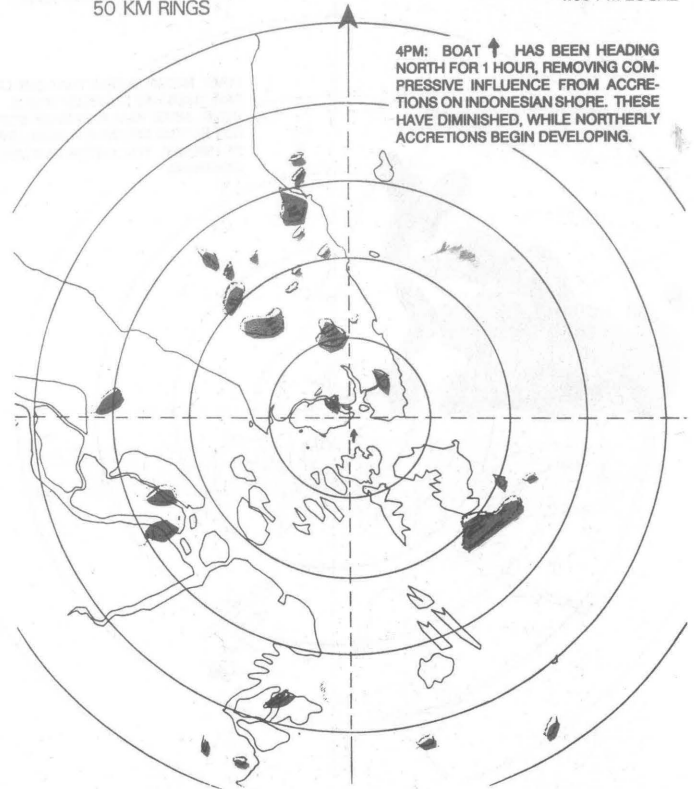 50 KM RINGS
4PM: BOAT ↑ HAS BEEN HEADING
NORTH FOR 1 HOUR, REMOVING COM-
PRESSIVE INFLUENCE FROM ACCRE-
TIONS ON INDONESIAN SHORE. THESE
HAVE DIMINISHED, WHILE NORTHERLY
ACCRETIONS BEGIN DEVELOPING.